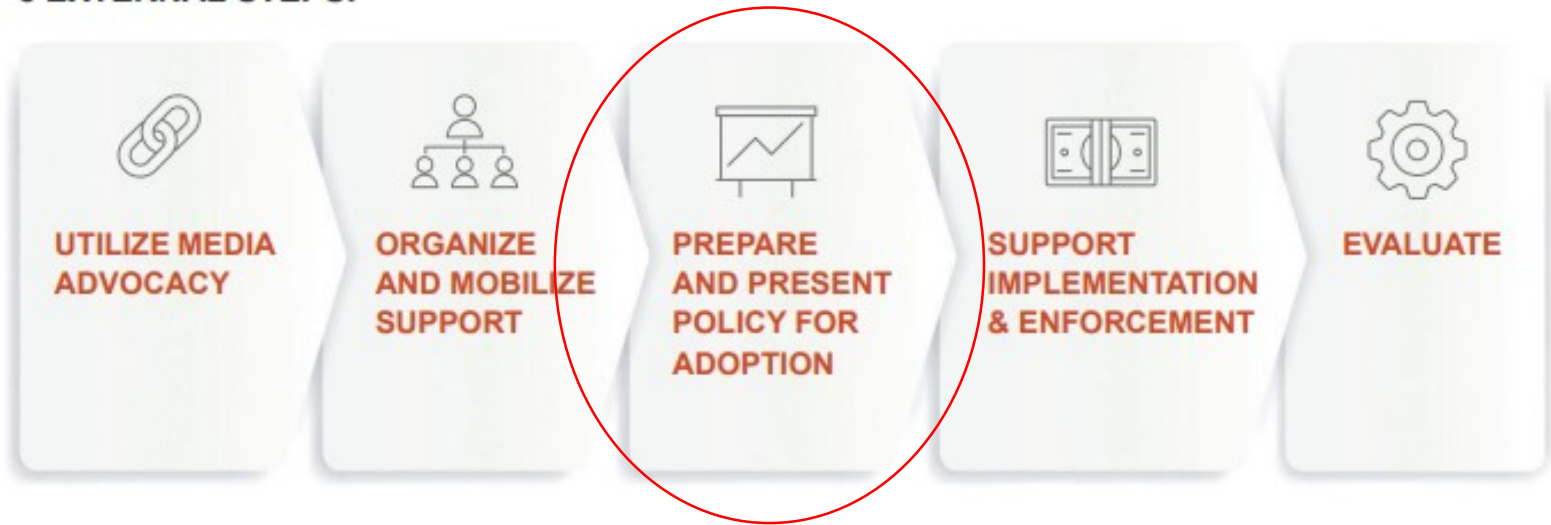 UTILIZE MEDIA
ADVOCACY
ORGANIZE
AND MOBILIZE
SUPPORT
PREPARE
AND PRESENT
POLICY FOR
ADOPTION
SUPPORT
IMPLEMENTATION
& ENFORCEMENT
EVALUATE